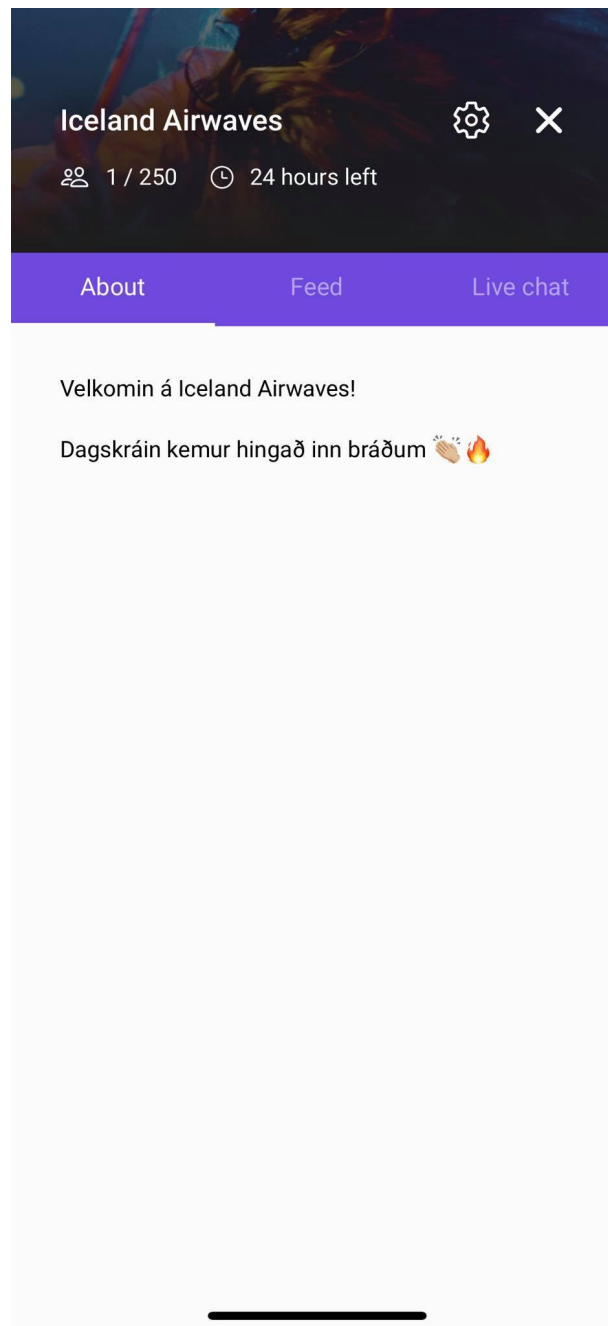 Iceland Airwaves
1 / 250 24 hours left
About Feed Live chat
Velkomin á Iceland Airwaves!
Dagskráin kemur hingað inn bráðum 👏🏼🔥